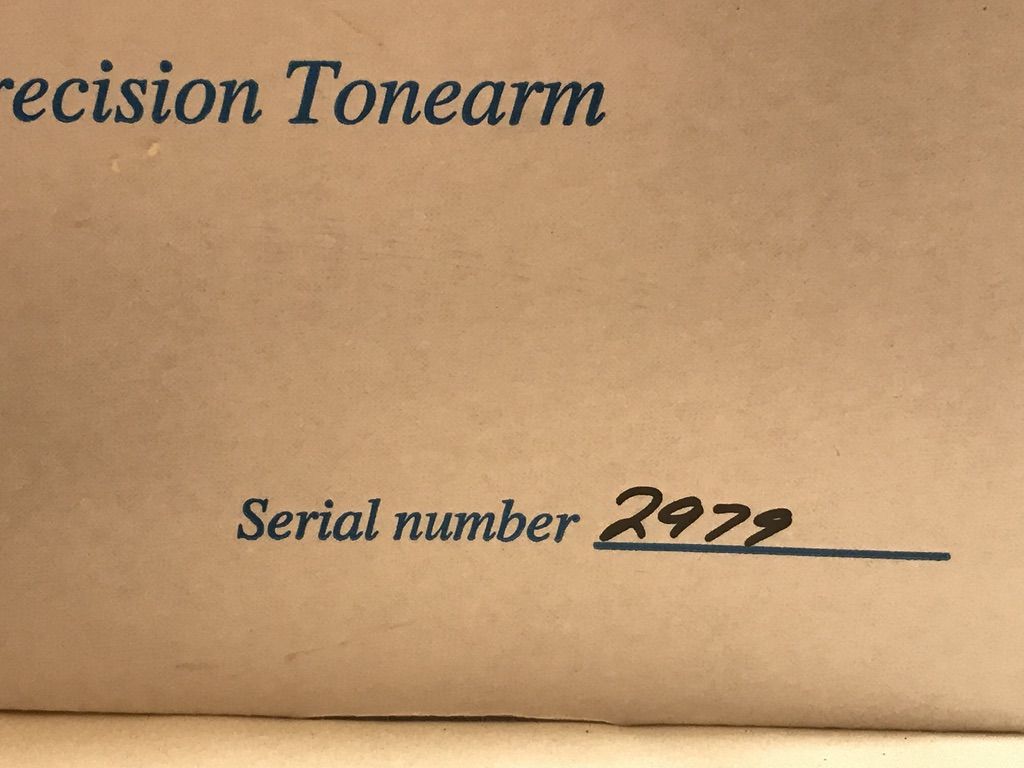 recision Tonearm
Serial number 2979